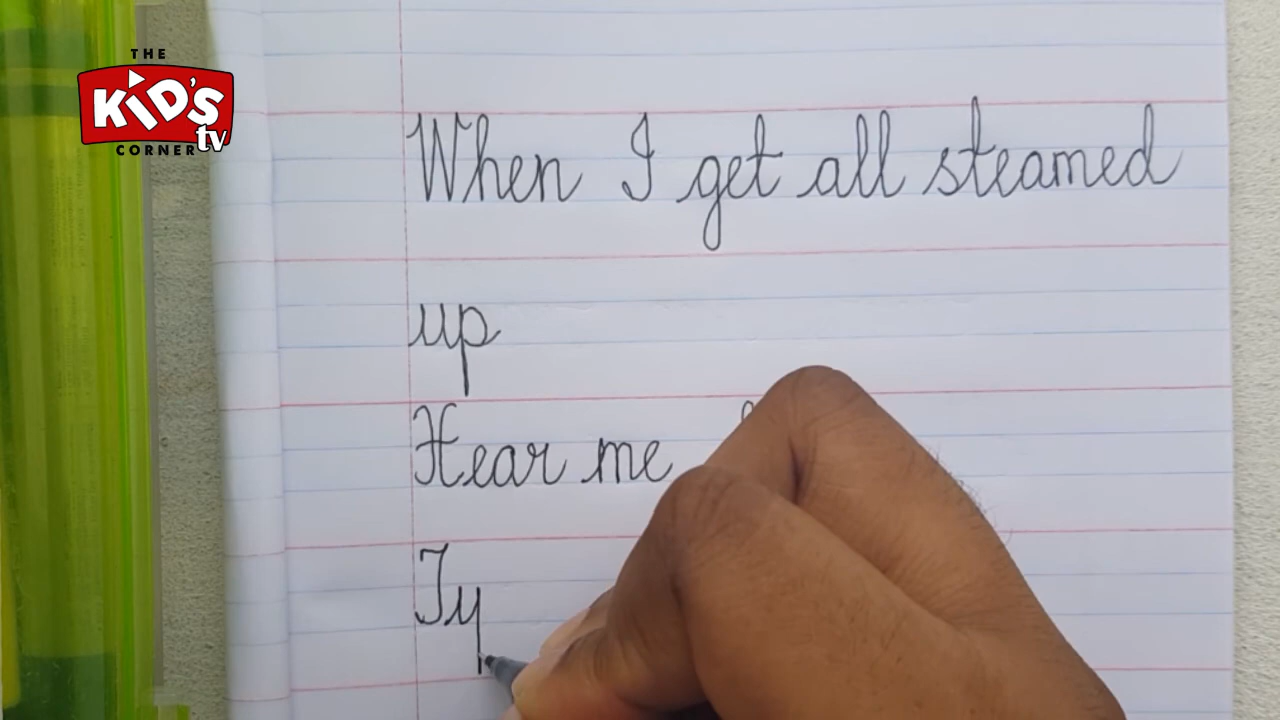 THE
KiD'S
tv
CORNER
When I get all steamed
up
Hear me
Ty